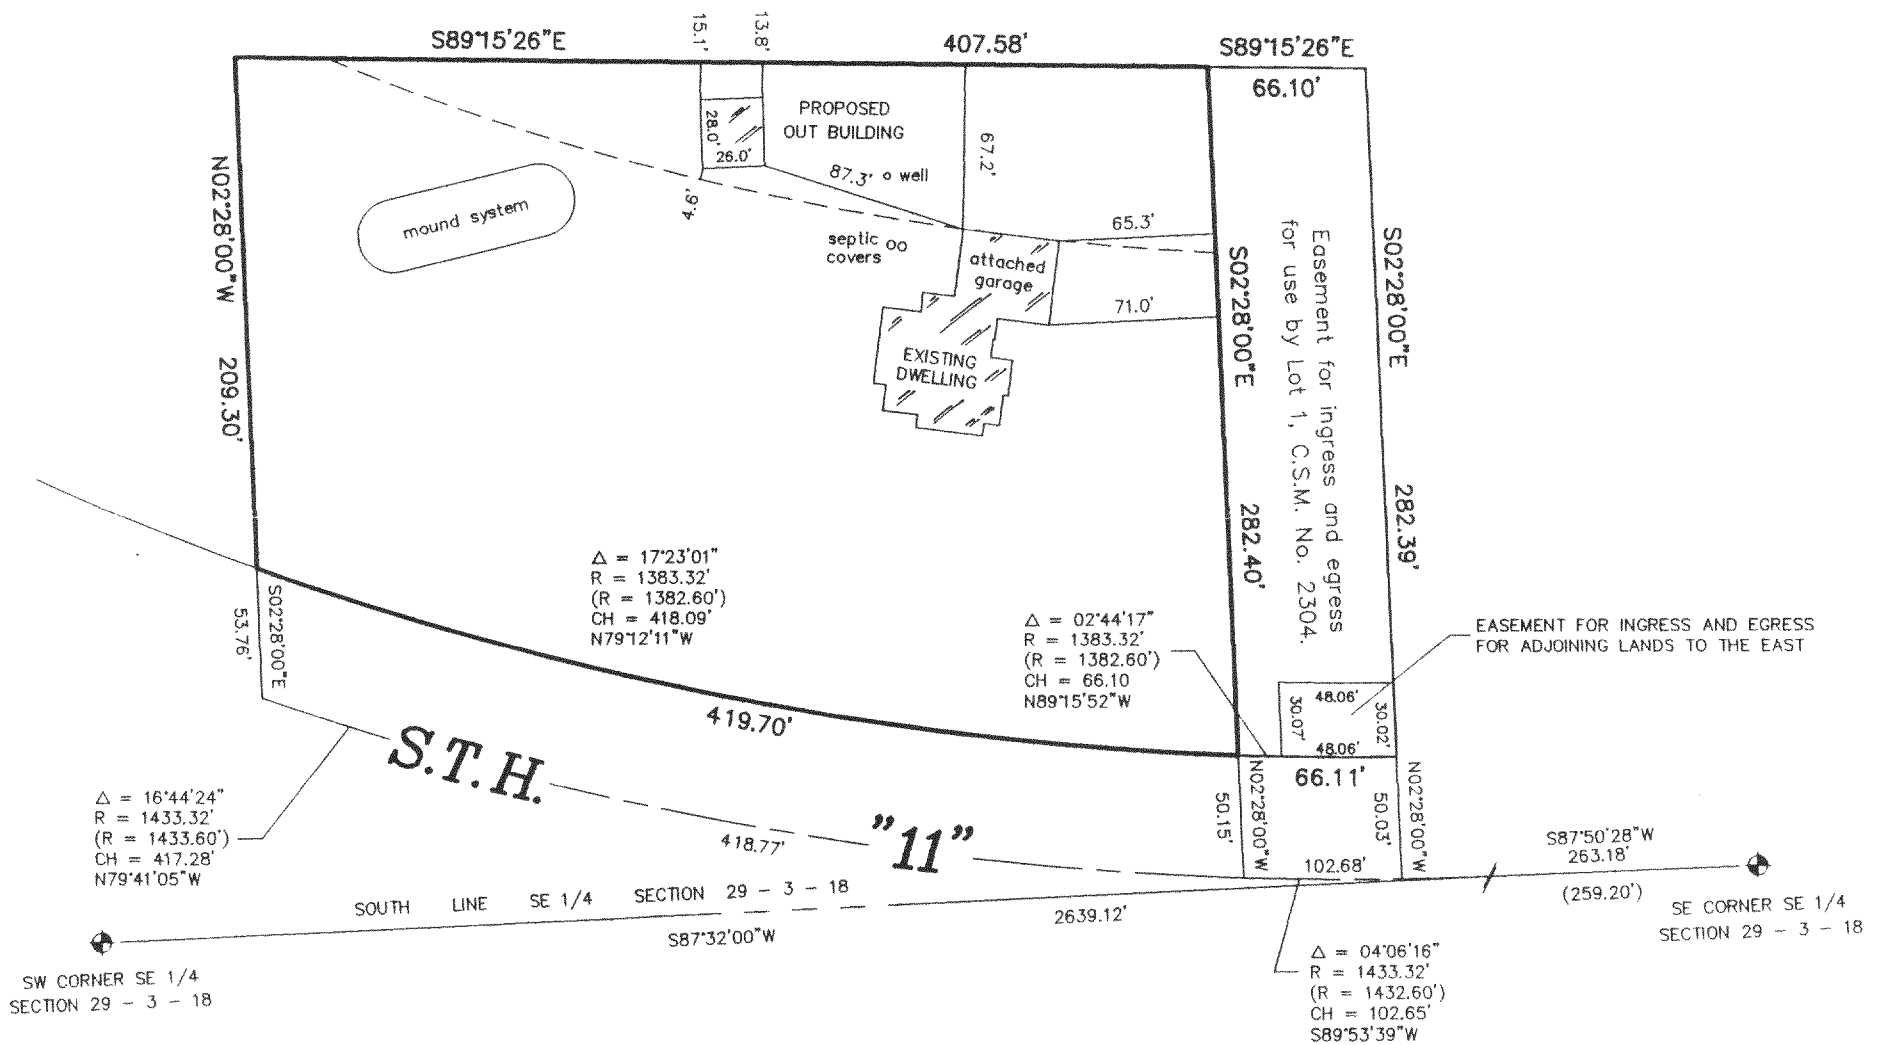 S89°15'26"E
15.1'
13.8'
407.58'
S89°15'26"E
66.10'
PROPOSED
OUT BUILDING
28.0'
26.0'
87.3'
o well
67.2'
4.6'
mound system
septic oo
covers
attached
garage
65.3'
71.0'
EXISTING
DWELLING
N02°28'00"W
209.30'
S02°28'00"E
282.40'
Easement for ingress and egress
for use by Lot 1, C.S.M. No. 2304.
S02°28'00"E
282.39'
Δ = 17°23'01"
R = 1383.32'
(R = 1382.60')
CH = 418.09'
N79°12'11"W
Δ = 02°44'17"
R = 1383.32'
(R = 1382.60')
CH = 66.10
N89°15'52"W
EASEMENT FOR INGRESS AND EGRESS
FOR ADJOINING LANDS TO THE EAST
48.06'
30.07'
30.02'
48.06'
53.76'
S02°28'00"E
419.70'
66.11'
S.T.H.
"11"
50.15'
N02°28'00"W
50.03'
N02°28'00"W
Δ = 16°44'24"
R = 1433.32'
(R = 1433.60')
CH = 417.28'
N79°41'05"W
418.77'
102.68'
S87°50'28"W
263.18'
(259.20')
SOUTH LINE SE 1/4 SECTION 29 - 3 - 18
2639.12'
S87°32'00"W
SE CORNER SE 1/4
SECTION 29 - 3 - 18
SW CORNER SE 1/4
SECTION 29 - 3 - 18
Δ = 04°06'16"
R = 1433.32'
(R = 1432.60')
CH = 102.65'
S89°53'39"W